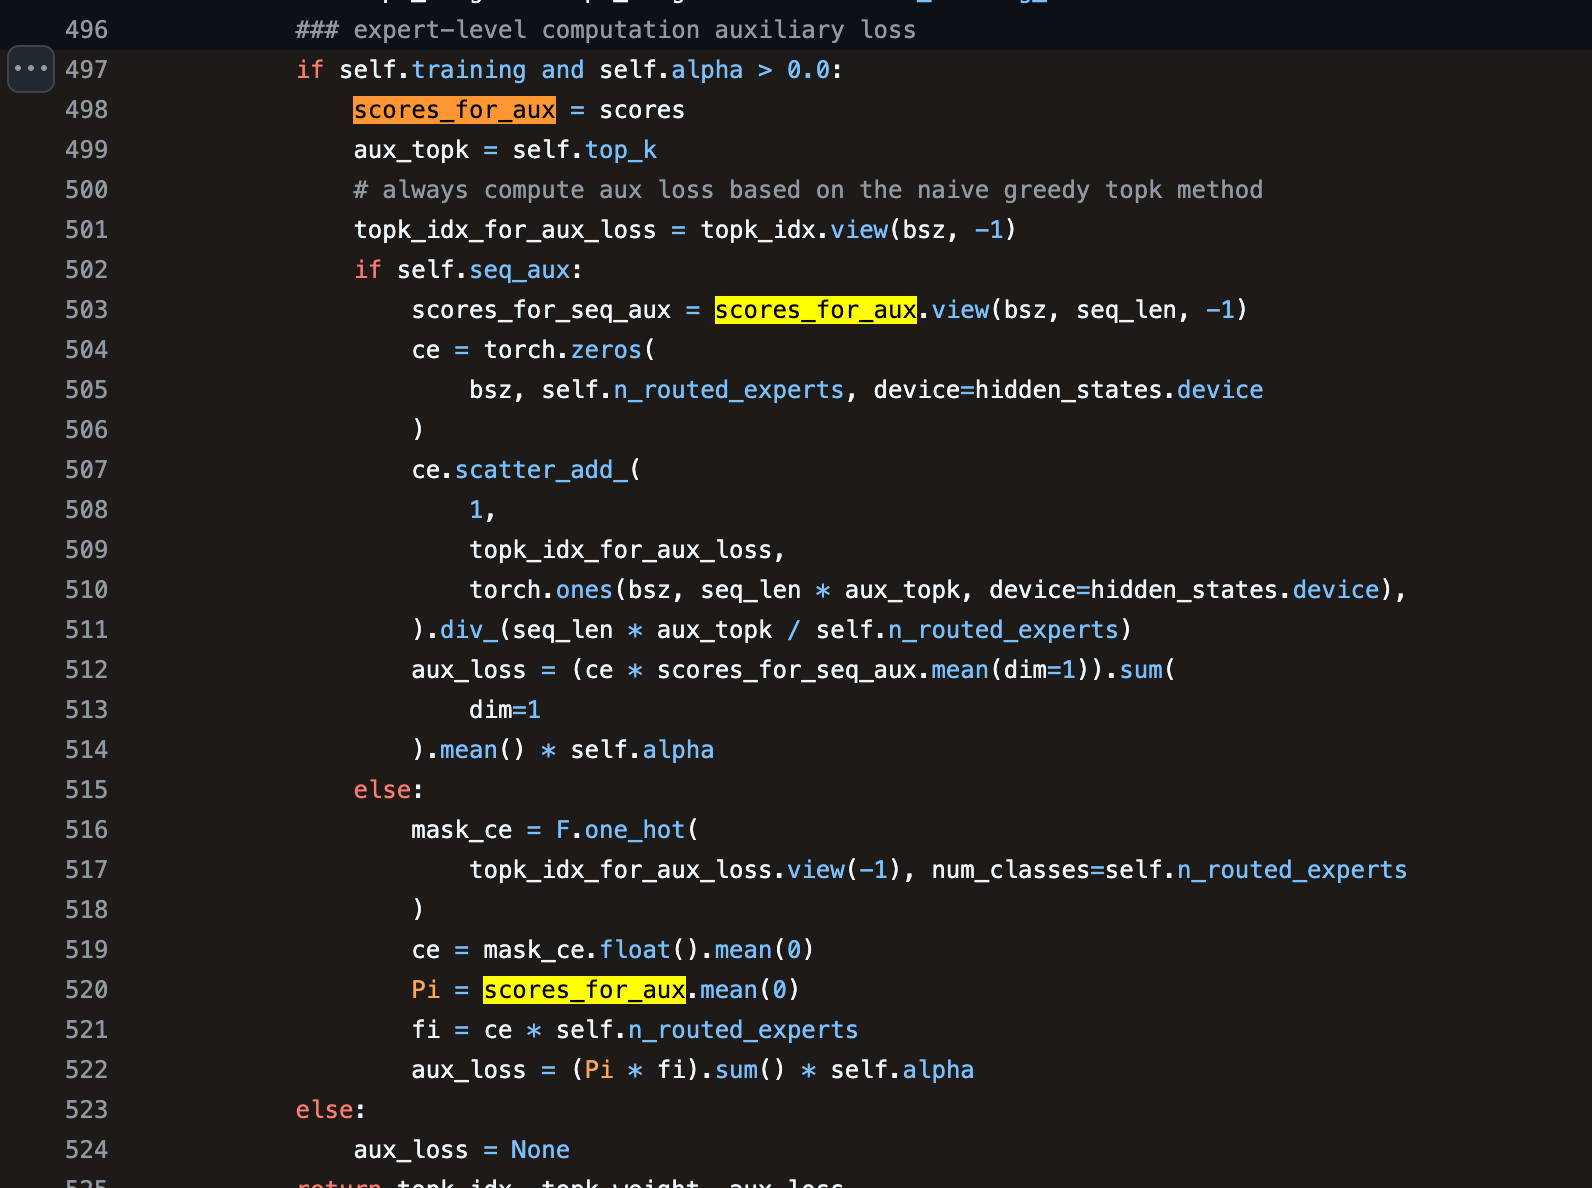 496 ### expert-level computation auxiliary loss
497 if self.training and self.alpha > 0.0:
498 scores_for_aux = scores
499 aux_topk = self.top_k
500 # always compute aux loss based on the naive greedy topk method
501 topk_idx_for_aux_loss = topk_idx.view(bsz, -1)
502 if self.seq_aux:
503 scores_for_seq_aux = scores_for_aux.view(bsz, seq_len, -1)
504 ce = torch.zeros(
505 bsz, self.n_routed_experts, device=hidden_states.device
506 )
507 ce.scatter_add_(
508 1,
509 topk_idx_for_aux_loss,
510 torch.ones(bsz, seq_len * aux_topk, device=hidden_states.device),
511 ).div_(seq_len * aux_topk / self.n_routed_experts)
512 aux_loss = (ce * scores_for_seq_aux.mean(dim=1)).sum(
513 dim=1
514 ).mean() * self.alpha
515 else:
516 mask_ce = F.one_hot(
517 topk_idx_for_aux_loss.view(-1), num_classes=self.n_routed_experts
518 )
519 ce = mask_ce.float().mean(0)
520 Pi = scores_for_aux.mean(0)
521 fi = ce * self.n_routed_experts
522 aux_loss = (Pi * fi).sum() * self.alpha
523 else:
524 aux_loss = None
525 return topk_idx, topk_weight, aux_loss